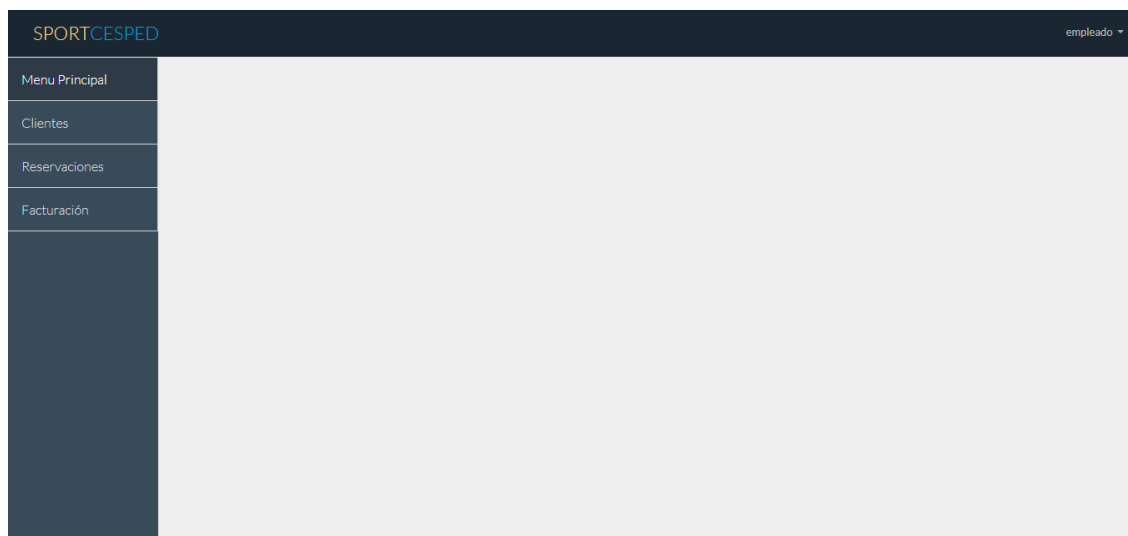 SPORTCESPED
empleado
Menu Principal
Clientes
Reservaciones
Facturación